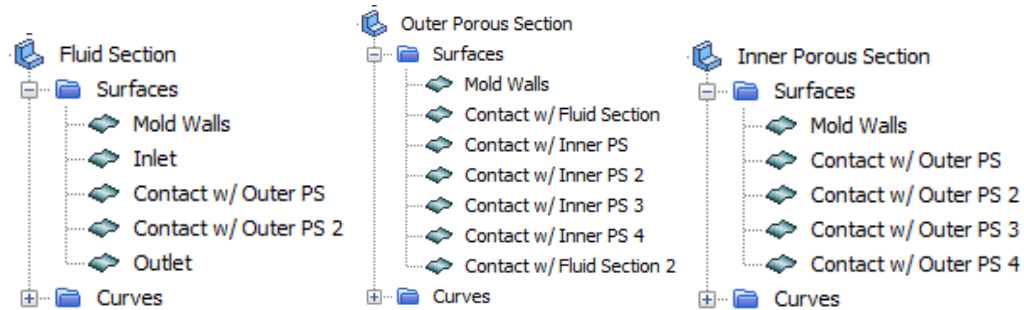 Fluid Section
Surfaces
Mold Walls
Inlet
Contact w/ Outer PS
Contact w/ Outer PS 2
Outlet
Curves
Outer Porous Section
Surfaces
Mold Walls
Contact w/ Fluid Section
Contact w/ Inner PS
Contact w/ Inner PS 2
Contact w/ Inner PS 3
Contact w/ Inner PS 4
Contact w/ Fluid Section 2
Curves
Inner Porous Section
Surfaces
Mold Walls
Contact w/ Outer PS
Contact w/ Outer PS 2
Contact w/ Outer PS 3
Contact w/ Outer PS 4
Curves